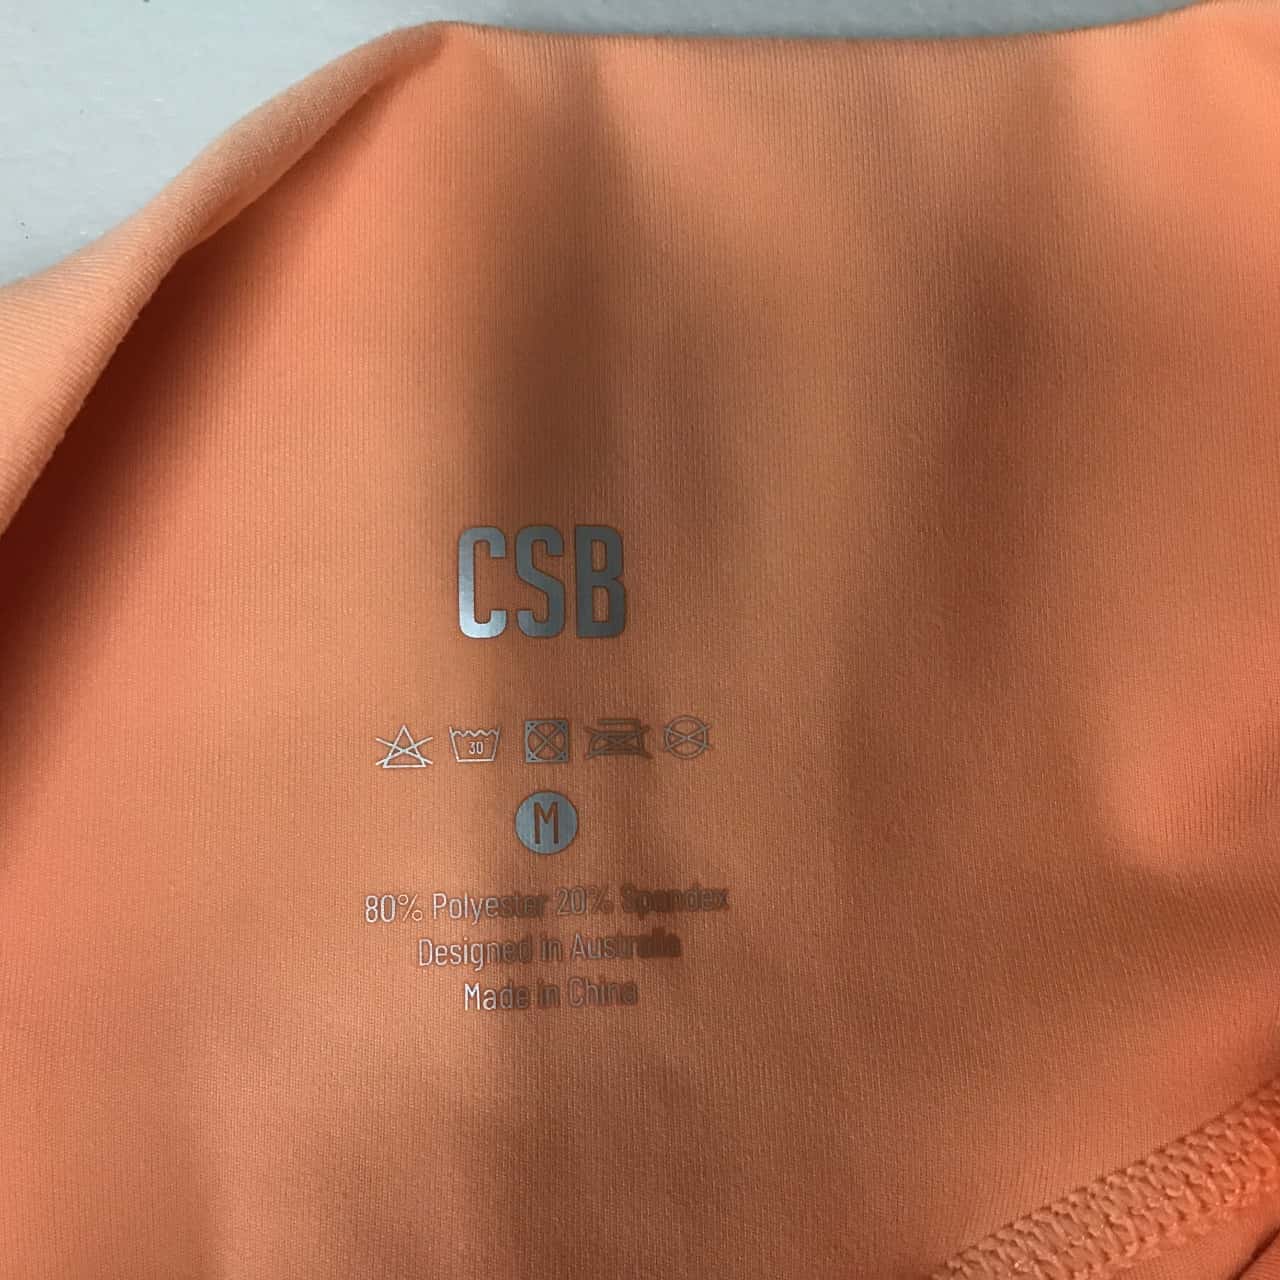 CSB
30°
M
80% Polyester 20% Spandex
Designed in Australia
Made in China